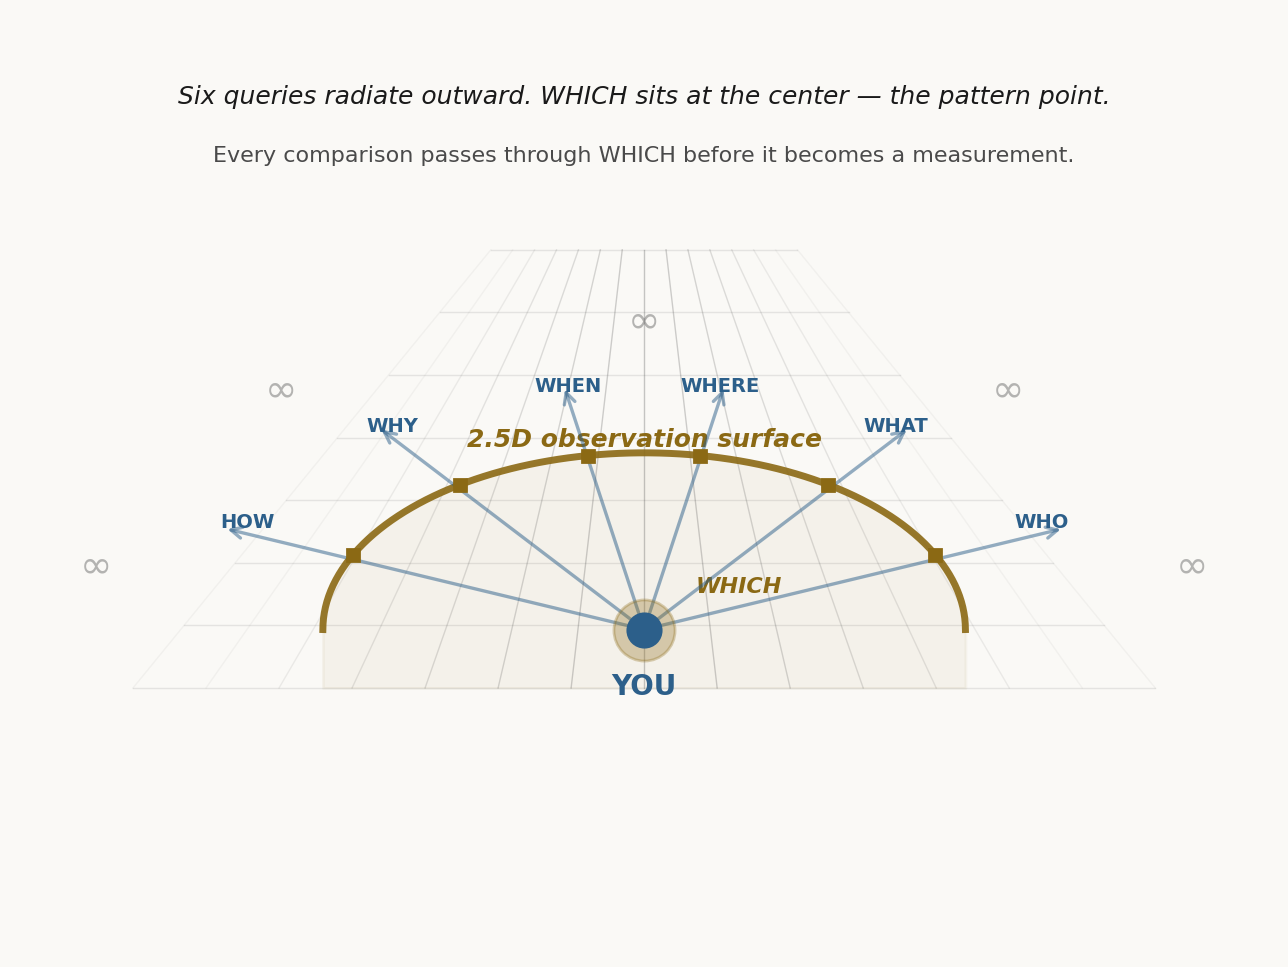 Six queries radiate outward. WHICH sits at the center — the pattern point.
Every comparison passes through WHICH before it becomes a measurement.
∞
∞
∞
WHEN
WHERE
WHY
WHAT
2.5D observation surface
HOW
WHO
∞
∞
WHICH
YOU